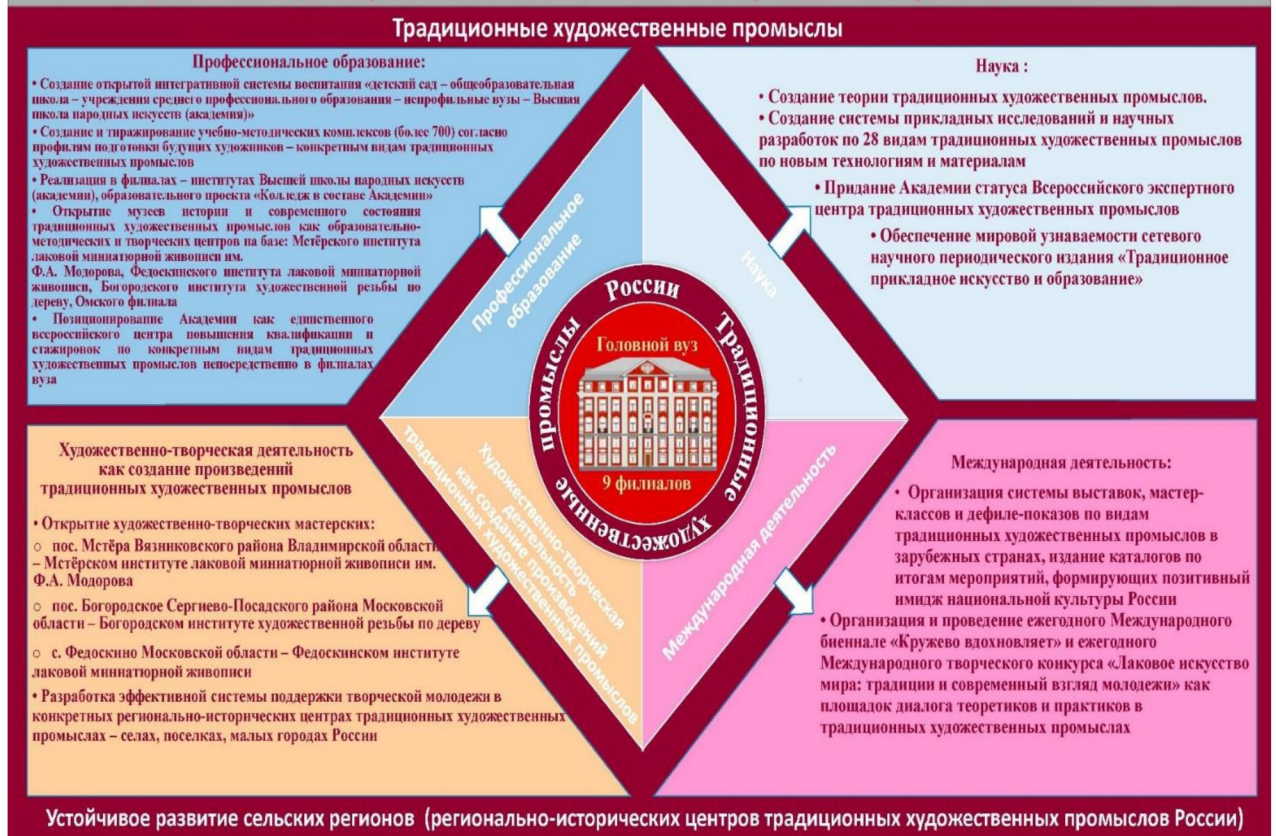 Традиционные художественные промыслы
Профессиональное образование:
• Создание открытой интегративной системы воспитания «детский сад – общеобразовательная
школа – учреждения среднего профессионального образования – непрофильные вузы – Высшая
школа народных искусств (академия)»
• Создание и тиражирование учебно-методических комплексов (более 700) согласно
профилям подготовки будущих художников – конкретным видам традиционных
художественных промыслов
• Реализация в филиалах – институтах Высшей школы народных искусств
(академии), образовательного проекта «Колледж в составе Академии»
• Открытие музеев истории и современного состояния
традиционных художественных промыслов как образовательно-
методических и творческих центров на базе: Мстёрского института
лаковой миниатюрной живописи им.
Ф.А. Модорова, Федоскинского института лаковой миниатюрной
живописи, Богородского института художественной резьбы по
дереву, Омского филиала
• Позиционирование Академии как единственного
всероссийского центра повышения квалификации и
стажировок по конкретным видам традиционных
художественных промыслов непосредственно в филиалах
вуза
Наука :
• Создание теории традиционных художественных промыслов.
• Создание системы прикладных исследований и научных
разработок по 28 видам традиционных художественных промыслов
по новым технологиям и материалам
• Придание Академии статуса Всероссийского экспертного
центра традиционных художественных промыслов
• Обеспечение мировой узнаваемости сетевого
научного периодического издания «Традиционное
прикладное искусство и образование»
Профессиональное
образование
Наука
Традиционные художественные промыслы России
Головной вуз
9 филиалов
Художественно-творческая
деятельность
как создание произведений
традиционных художественных промыслов
Международная деятельность
Художественно-творческая деятельность
как создание произведений
традиционных художественных промыслов
• Открытие художественно-творческих мастерских:
○ пос. Мстёра Вязниковского района Владимирской области
– Мстёрском институте лаковой миниатюрной живописи им.
Ф.А. Модорова
○ пос. Богородское Сергиево-Посадского района Московской
области – Богородском институте художественной резьбы по дереву
○ с. Федоскино Московской области – Федоскинском институте
лаковой миниатюрной живописи
• Разработка эффективной системы поддержки творческой молодежи в
конкретных регионально-исторических центрах традиционных художественных
промыслах – селах, поселках, малых городах России
Международная деятельность:
• Организация системы выставок, мастер-
классов и дефиле-показов по видам
традиционных художественных промыслов в
зарубежных странах, издание каталогов по
итогам мероприятий, формирующих позитивный
имидж национальной культуры России
• Организация и проведение ежегодного Международного
биеннале «Кружево вдохновляет» и ежегодного
Международного творческого конкурса «Лаковое искусство
мира: традиции и современный взгляд молодежи» как
площадок диалога теоретиков и практиков в
традиционных художественных промыслах
Устойчивое развитие сельских регионов (регионально-исторических центров традиционных художественных промыслов России)